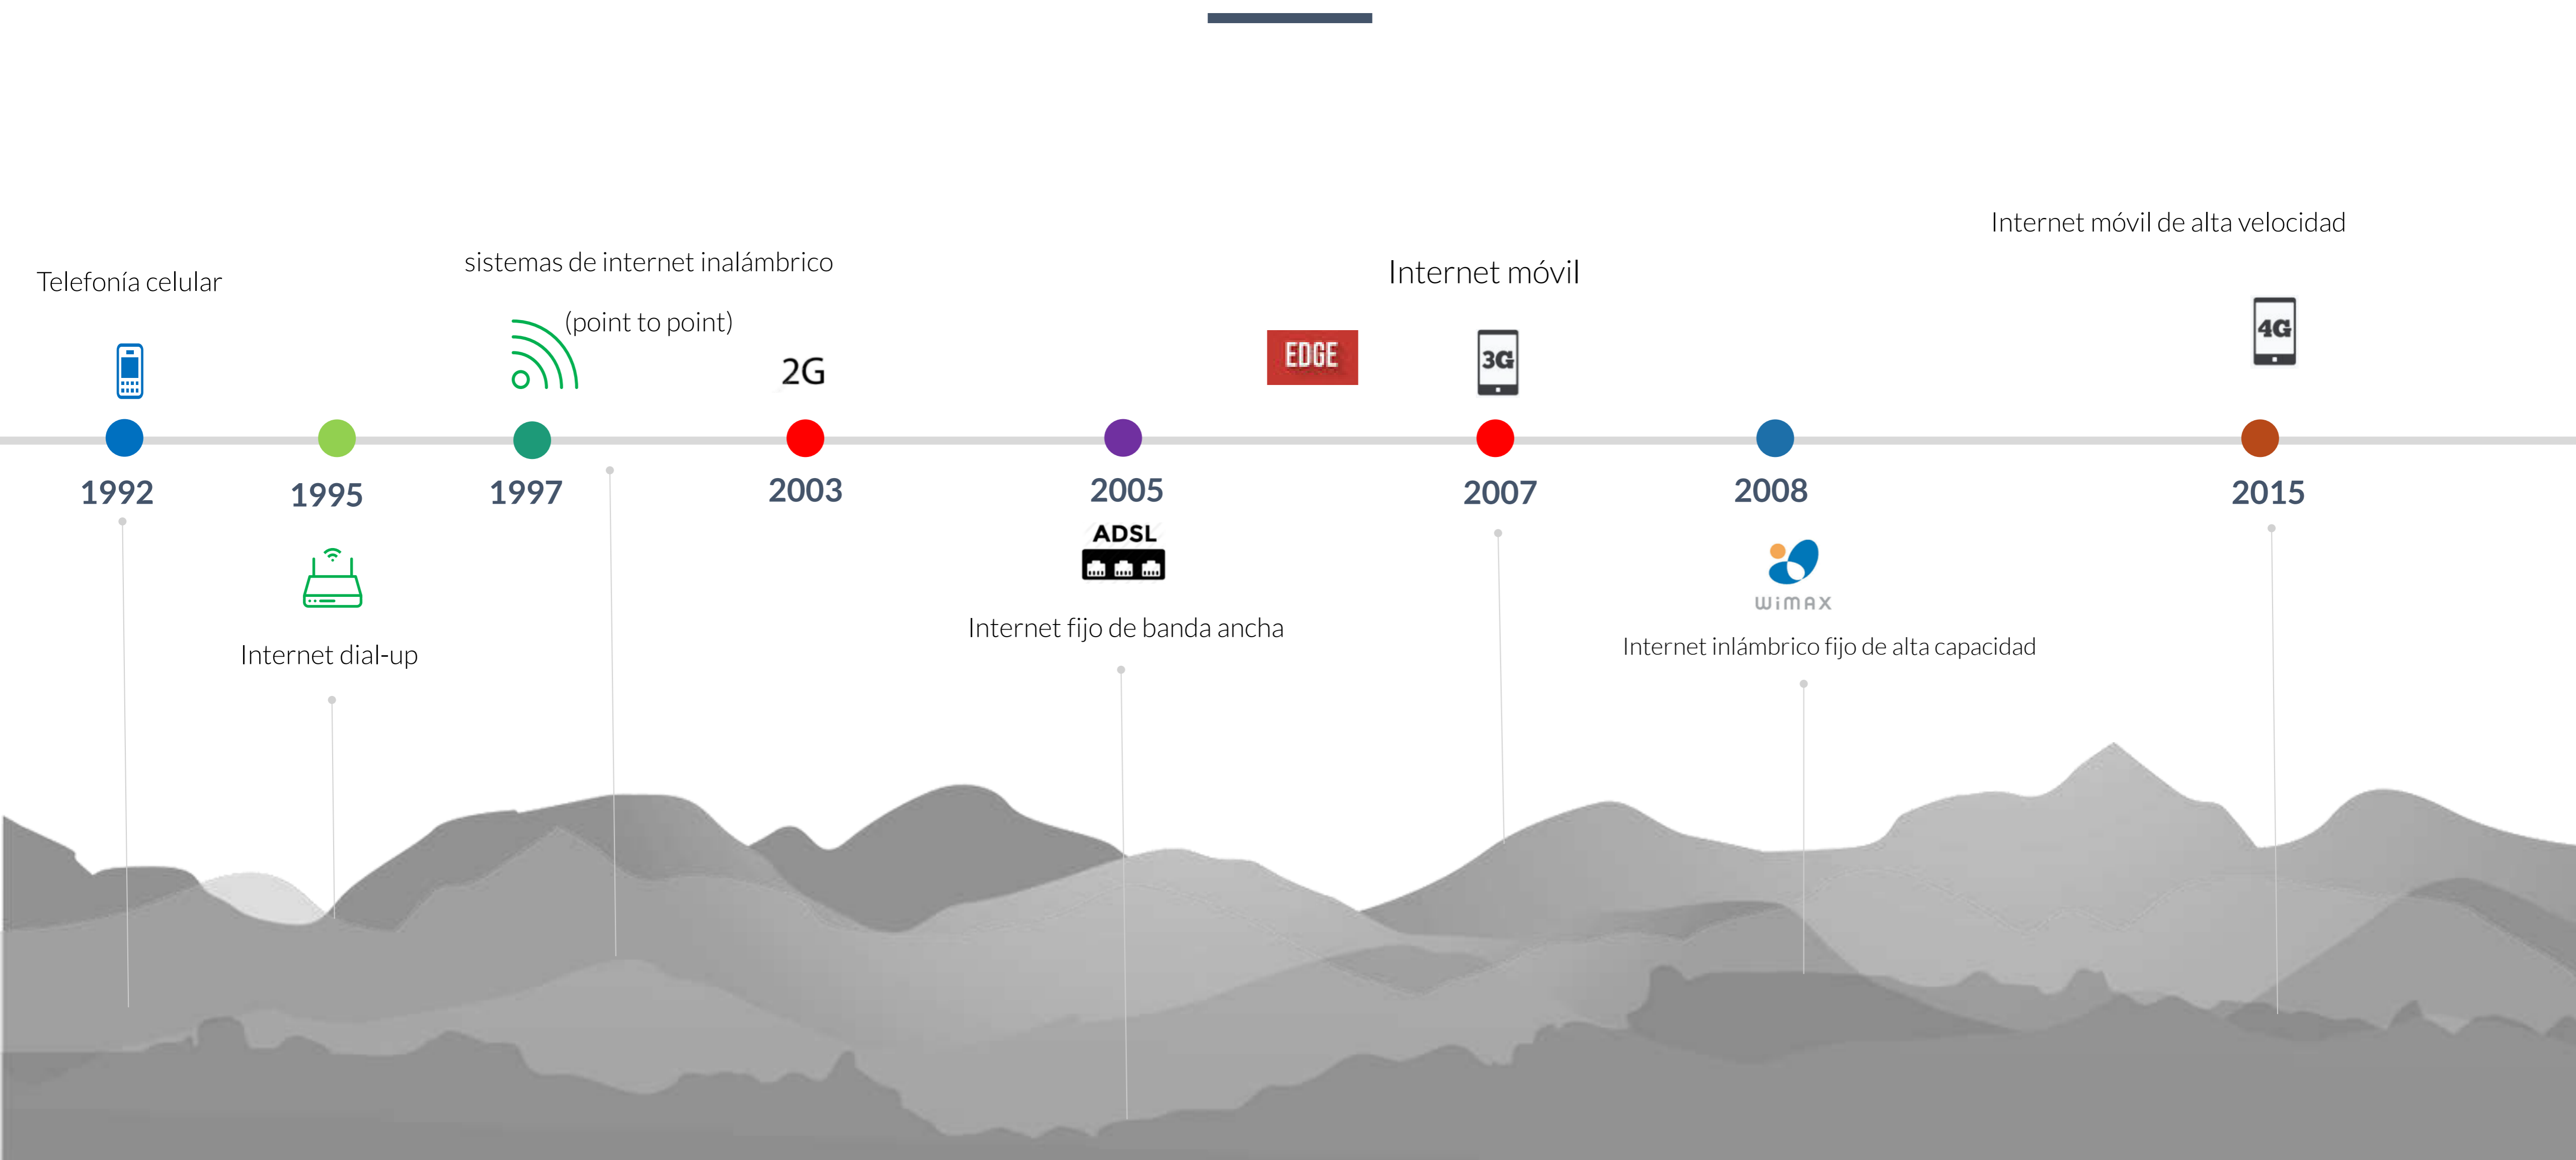 Internet móvil de alta velocidad
sistemas de internet inalámbrico
Internet móvil
Telefonía celular
(point to point)
4G
EDGE
3G
2G
1992
1995
1997
2003
2005
2007
2008
2015
ADSL
WiMAX
Internet fijo de banda ancha
Internet inlámbrico fijo de alta capacidad
Internet dial-up